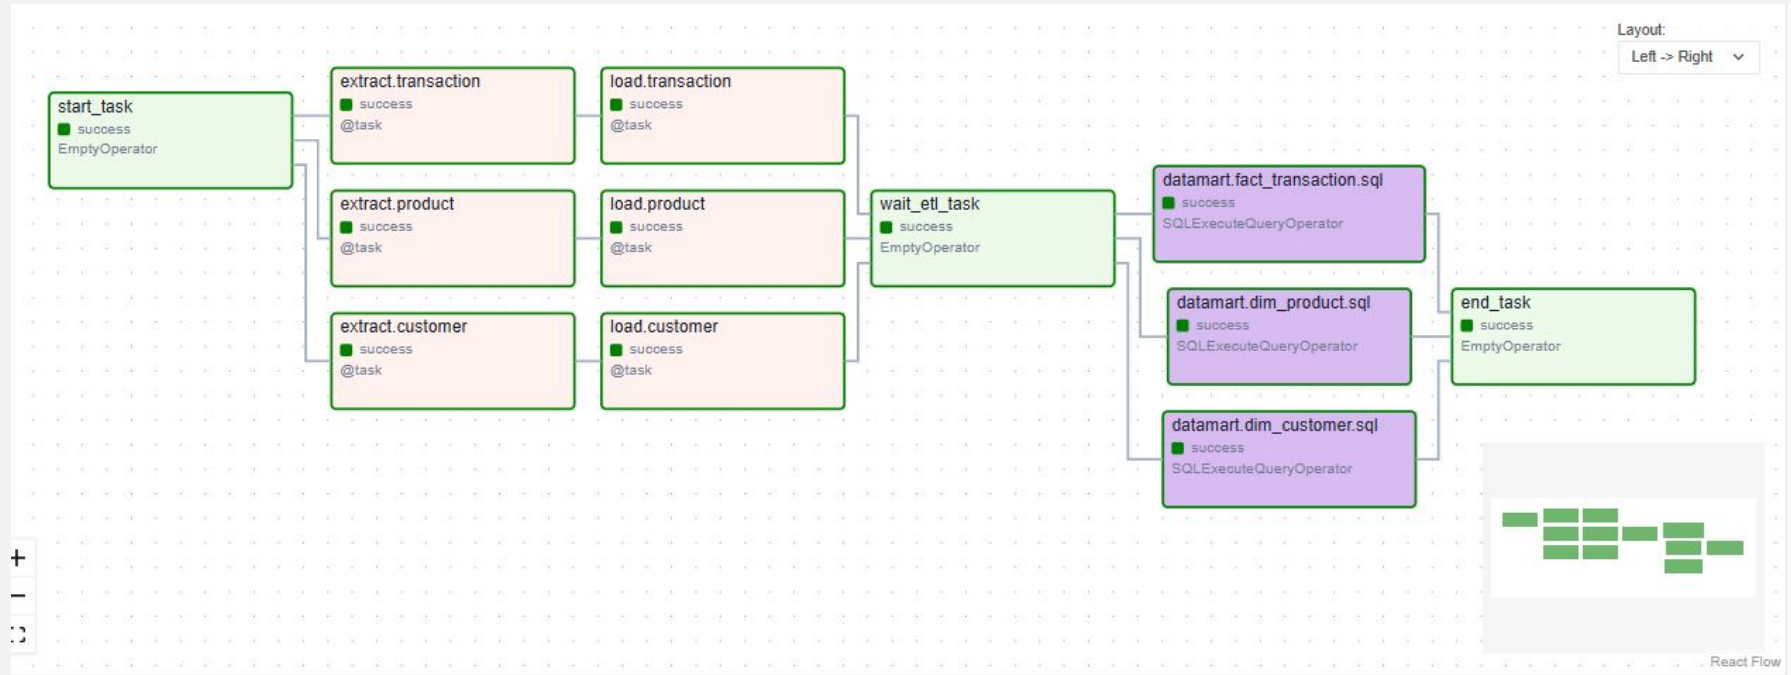 Layout:
Left -> Right
start_task
success
EmptyOperator
extract.transaction
success
@task
load.transaction
success
@task
extract.product
success
@task
load.product
success
@task
extract.customer
success
@task
load.customer
success
@task
wait_etl_task
success
EmptyOperator
datamart.fact_transaction.sql
success
SQLExecuteQueryOperator
datamart.dim_product.sql
success
SQLExecuteQueryOperator
datamart.dim_customer.sql
success
SQLExecuteQueryOperator
end_task
success
EmptyOperator
React Flow